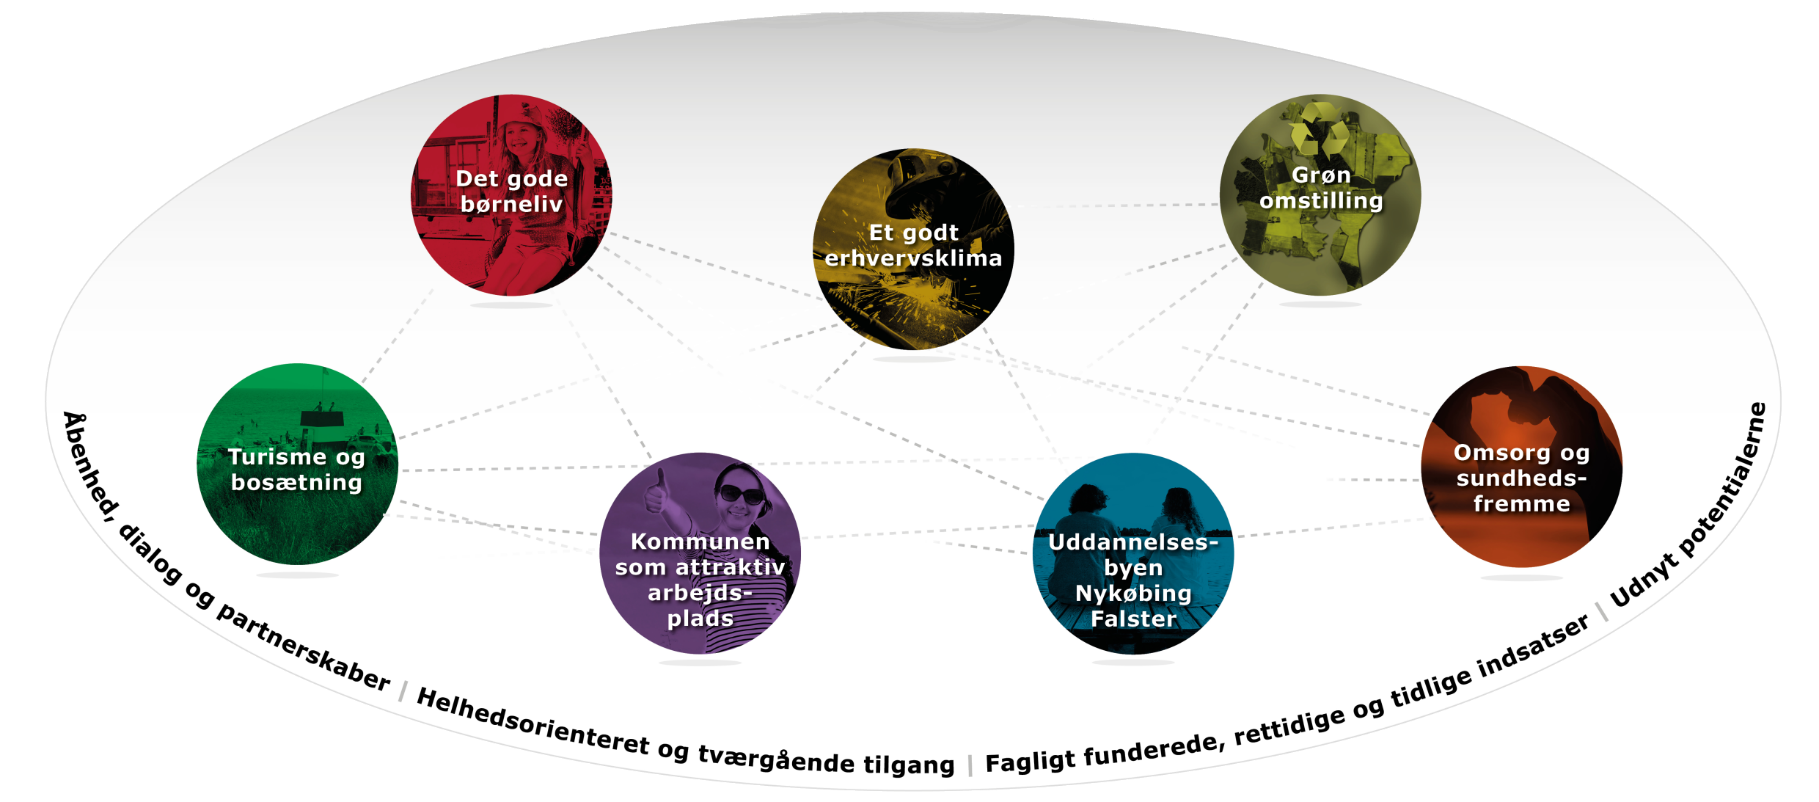 Det gode
børneliv
Et godt
erhvervsklima
Grøn
omstilling
Turisme og
bosætning
Kommunen
som attraktiv
arbejds-
plads
Uddannelses-
byen
Nykøbing
Falster
Omsorg og
sundheds-
fremme
Åbenhed, dialog og partnerskaber | Helhedsorienteret og tværgående tilgang | Fagligt funderede, rettidige og tidlige indsatser | Udnyt potentialerne